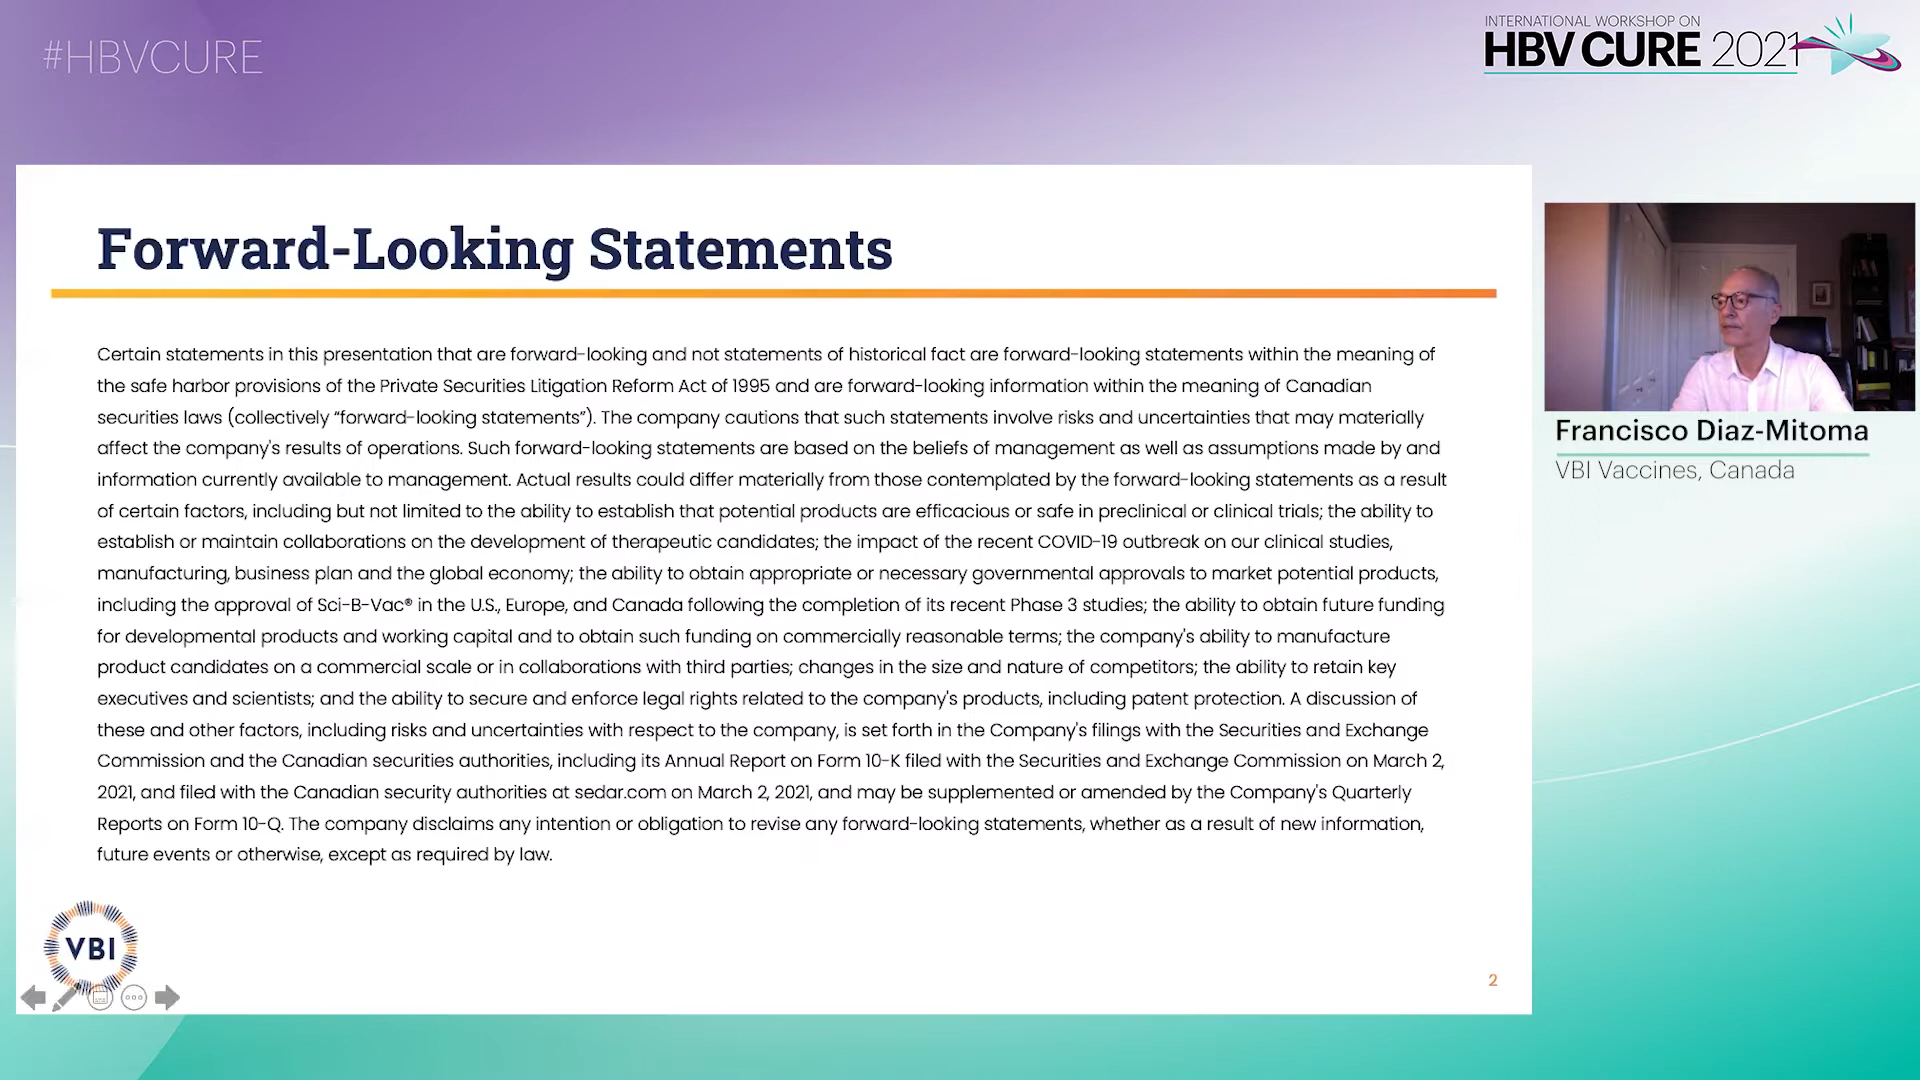 #HBVCURE
INTERNATIONAL WORKSHOP ON
HBV CURE 2021
Forward-Looking Statements
Certain statements in this presentation that are forward-looking and not statements of historical fact are forward-looking statements within the meaning of
the safe harbor provisions of the Private Securities Litigation Reform Act of 1995 and are forward-looking information within the meaning of Canadian
securities laws (collectively “forward-looking statements”). The company cautions that such statements involve risks and uncertainties that may materially
affect the company's results of operations. Such forward-looking statements are based on the beliefs of management as well as assumptions made by and
information currently available to management. Actual results could differ materially from those contemplated by the forward-looking statements as a result
of certain factors, including but not limited to the ability to establish that potential products are efficacious or safe in preclinical or clinical trials; the ability to
establish or maintain collaborations on the development of therapeutic candidates; the impact of the recent COVID-19 outbreak on our clinical studies,
manufacturing, business plan and the global economy; the ability to obtain appropriate or necessary governmental approvals to market potential products,
including the approval of Sci-B-Vac® in the U.S., Europe, and Canada following the completion of its recent Phase 3 studies; the ability to obtain future funding
for developmental products and working capital and to obtain such funding on commercially reasonable terms; the company's ability to manufacture
product candidates on a commercial scale or in collaborations with third parties; changes in the size and nature of competitors; the ability to retain key
executives and scientists; and the ability to secure and enforce legal rights related to the company's products, including patent protection. A discussion of
these and other factors, including risks and uncertainties with respect to the company, is set forth in the Company's filings with the Securities and Exchange
Commission and the Canadian securities authorities, including its Annual Report on Form 10-K filed with the Securities and Exchange Commission on March 2,
2021, and filed with the Canadian security authorities at sedar.com on March 2, 2021, and may be supplemented or amended by the Company's Quarterly
Reports on Form 10-Q. The company disclaims any intention or obligation to revise any forward-looking statements, whether as a result of new information,
future events or otherwise, except as required by law.
VBI
2
Francisco Diaz-Mitoma
VBI Vaccines, Canada